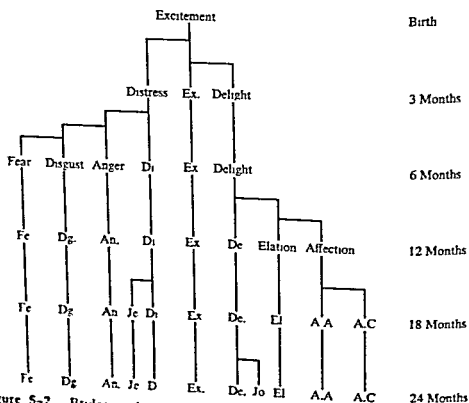 Excitement Birth
Distress Ex. Delight 3 Months
Fear Disgust Anger Di Ex Delight 6 Months
Fe Dg. An. Di Ex De Elation Affection 12 Months
Fe Dg An Je Di Ex De. El A A A.C 18 Months
Fe Dg An. Je D Ex. De. Jo El A.A A.C 24 Months